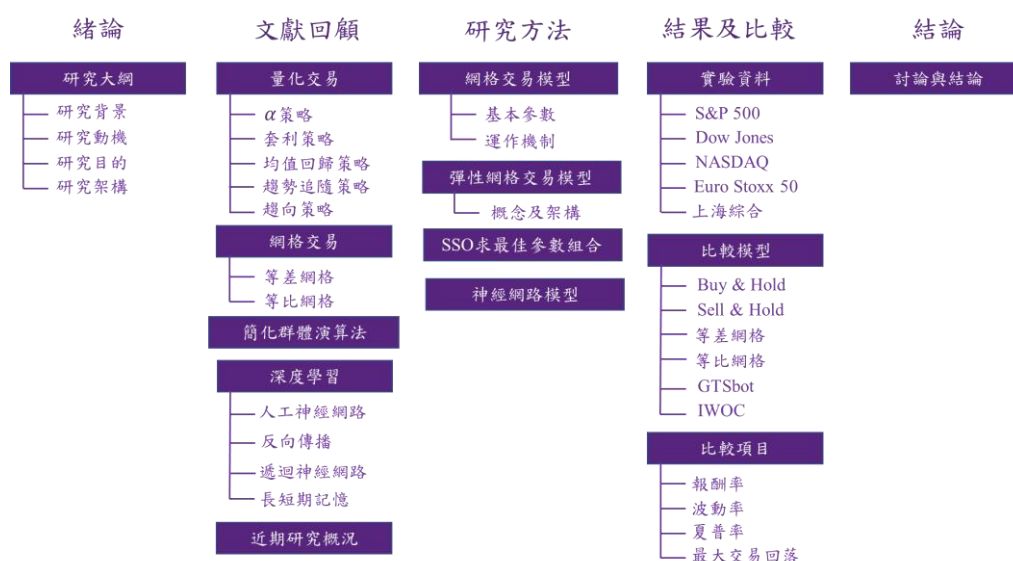 緒論
研究大綱
研究背景
研究動機
研究目的
研究架構
文獻回顧
量化交易
α策略
套利策略
均值回歸策略
趨勢追隨策略
趨向策略
網格交易
等差網格
等比網格
簡化群體演算法
深度學習
人工神經網路
反向傳播
遞迴神經網路
長短期記憶
近期研究概況
研究方法
網格交易模型
基本參數
運作機制
彈性網格交易模型
概念及架構
SSO求最佳參數組合
神經網路模型
結果及比較
實驗資料
S&P 500
Dow Jones
NASDAQ
Euro Stoxx 50
上海綜合
比較模型
Buy & Hold
Sell & Hold
等差網格
等比網格
GTSbot
IWOC
比較項目
報酬率
波動率
夏普率
最大交易回落
結論
討論與結論